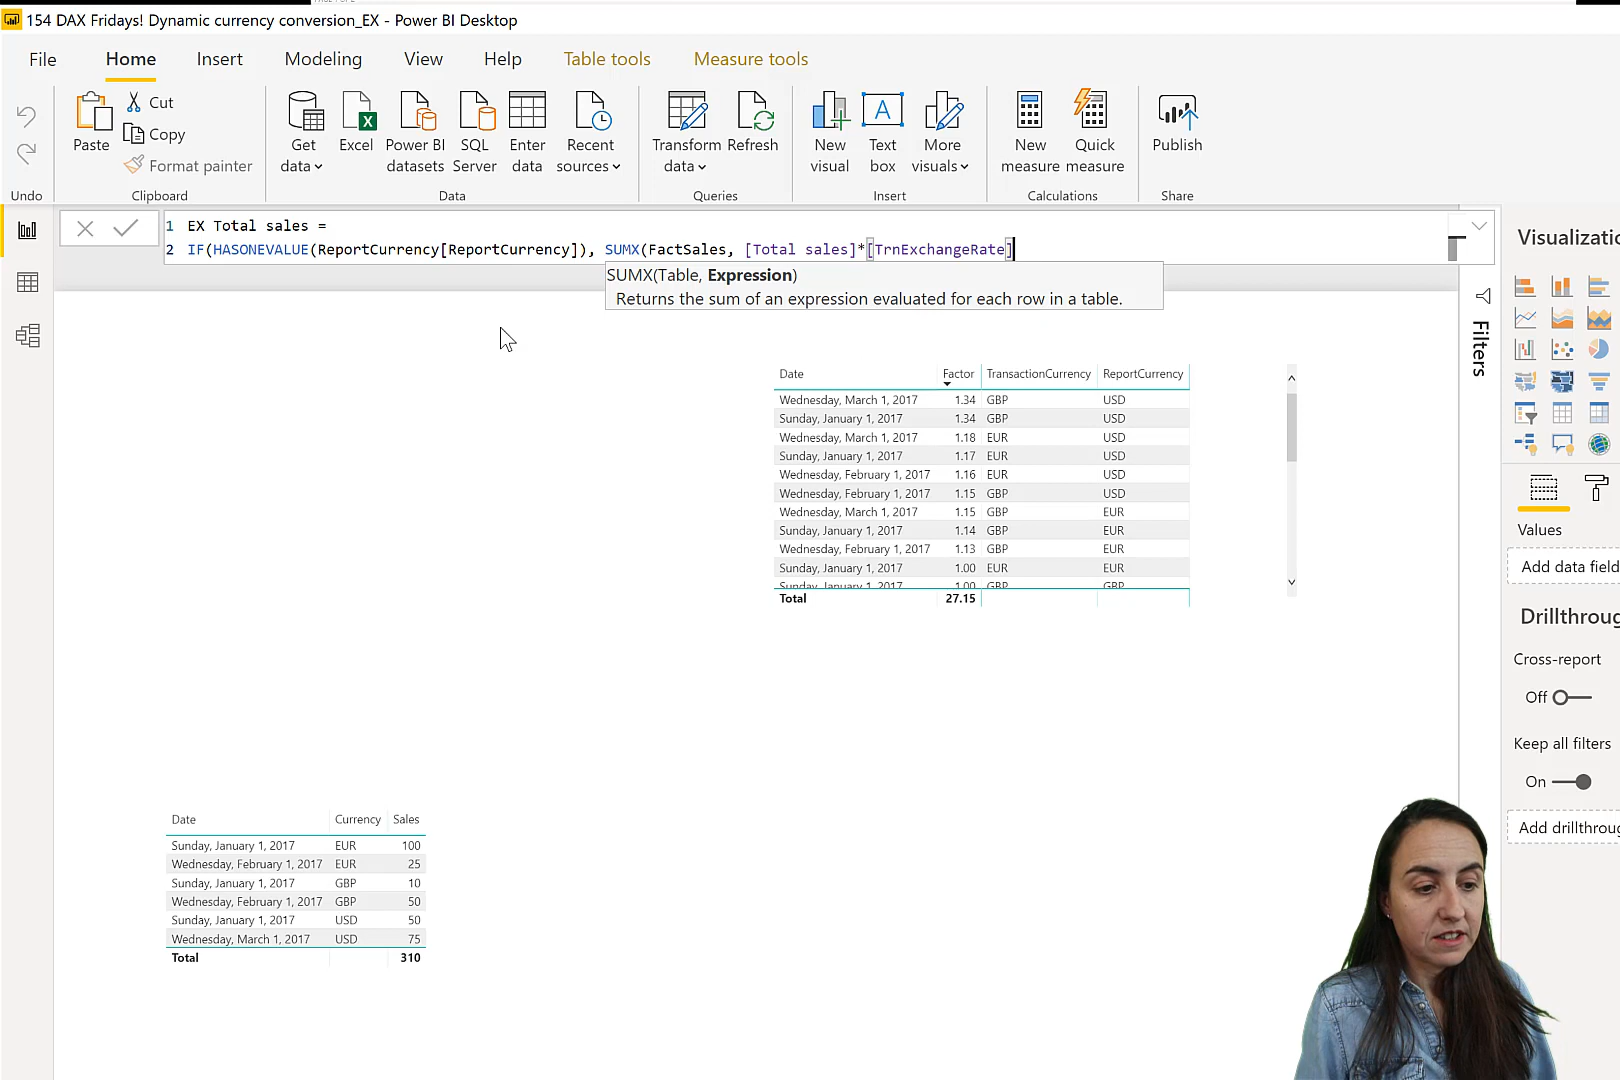 154 DAX Fridays! Dynamic currency conversion_EX - Power BI Desktop
File Home Insert Modeling View Help Table tools Measure tools
Paste
Cut
Copy
Format painter
Get data
Excel
Power BI datasets
SQL Server
Enter data
Recent sources
Transform data
Refresh
New visual
Text box
More visuals
New measure
Quick measure
Publish
Undo Clipboard Data Queries Insert Calculations Share
1 EX Total sales =
2 IF(HASONEVALUE(ReportCurrency[ReportCurrency]), SUMX(FactSales, [Total sales]*[TrnExchangeRate]
SUMX(Table, Expression)
Returns the sum of an expression evaluated for each row in a table.
Date Factor TransactionCurrency ReportCurrency
Wednesday, March 1, 2017 1.34 GBP USD
Sunday, January 1, 2017 1.34 GBP USD
Wednesday, March 1, 2017 1.18 EUR USD
Sunday, January 1, 2017 1.17 EUR USD
Wednesday, February 1, 2017 1.16 EUR USD
Wednesday, February 1, 2017 1.15 GBP USD
Wednesday, March 1, 2017 1.15 GBP EUR
Sunday, January 1, 2017 1.14 GBP EUR
Wednesday, February 1, 2017 1.13 GBP EUR
Sunday, January 1, 2017 1.00 EUR EUR
Sunday, January 1, 2017 1.00 GBP GBP
Total 27.15
Date Currency Sales
Sunday, January 1, 2017 EUR 100
Wednesday, February 1, 2017 EUR 25
Sunday, January 1, 2017 GBP 10
Wednesday, February 1, 2017 GBP 50
Sunday, January 1, 2017 USD 50
Wednesday, March 1, 2017 USD 75
Total 310
Filters
Visualizatio
Values
Add data field
Drillthroug
Cross-report
Off
Keep all filters
On
Add drillthroug